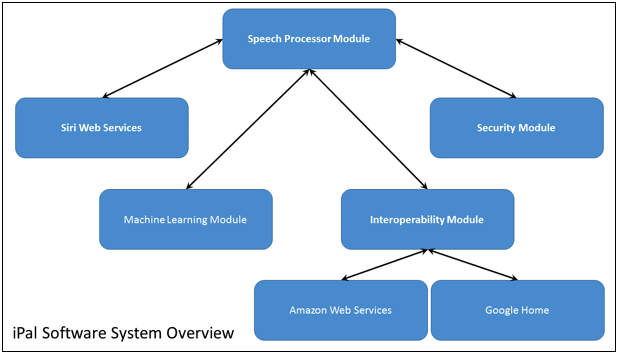 Speech Processor Module
Siri Web Services
Security Module
Machine Learning Module
Interoperability Module
Amazon Web Services
Google Home
iPal Software System Overview